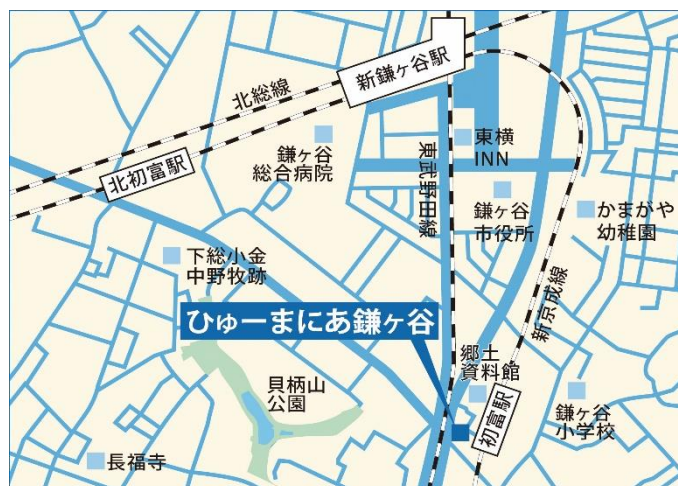 新鎌ヶ谷駅
北総線
北初富駅
鎌ヶ谷
総合病院
東武野田線
東横
INN
鎌ヶ谷
市役所
かまがや
幼稚園
新京成線
下総小金
中野牧跡
ひゅーまにあ鎌ヶ谷
貝柄山
公園
郷土
資料館
初富駅
鎌ヶ谷
小学校
長福寺